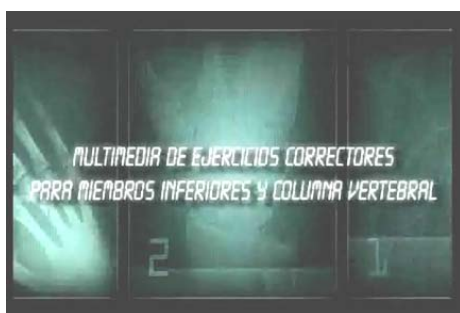 MULTIMEDIA DE EJERCICIOS CORRECTORES
PARA MIEMBROS INFERIORES Y COLUMNA VERTEBRAL
2
1